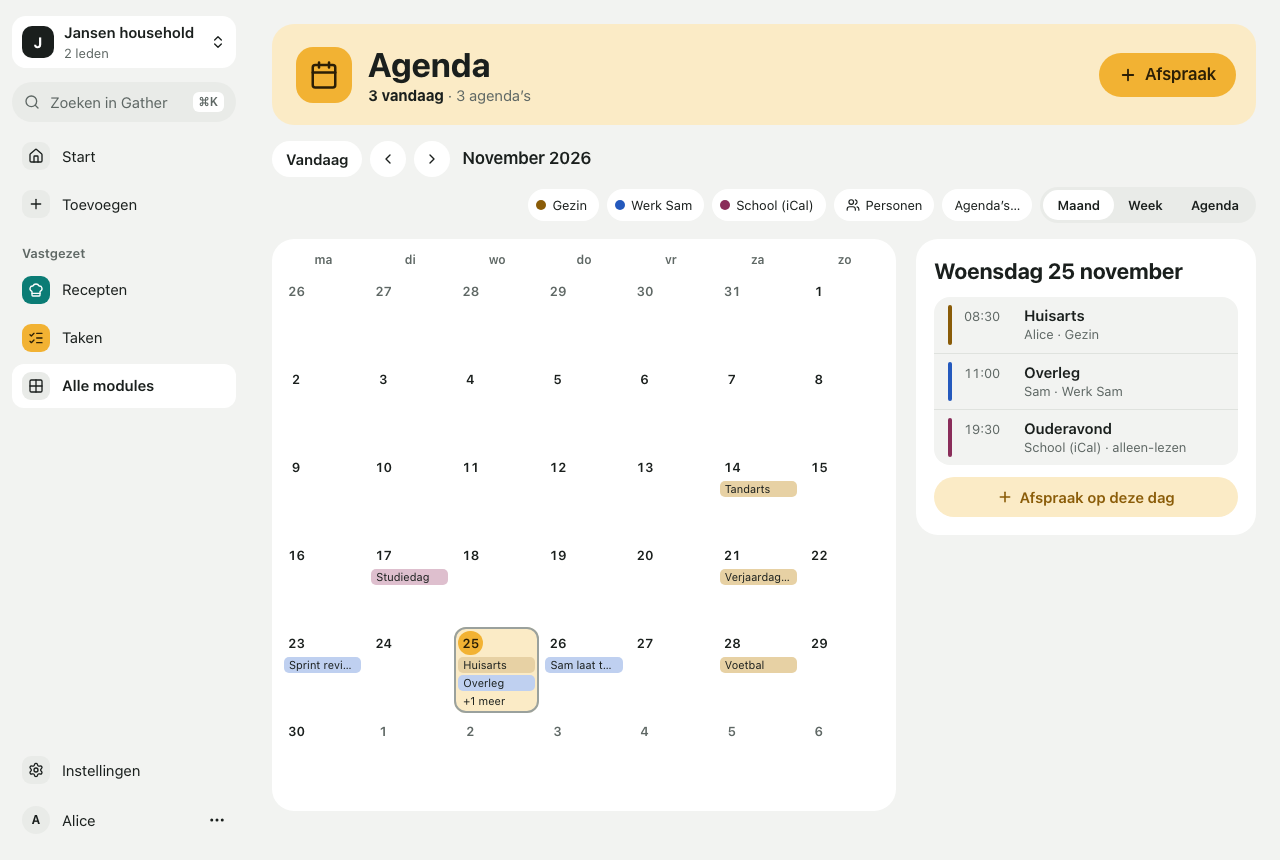 J
Jansen household
2 leden
Zoeken in Gather
⌘K
Start
Toevoegen
Vastgezet
Recepten
Taken
Alle modules
Instellingen
A
Alice
Agenda
3 vandaag · 3 agenda’s
Afspraak
Vandaag
November 2026
Gezin
Werk Sam
School (iCal)
Personen
Agenda’s…
Maand
Week
Agenda
ma di wo do vr za zo
26 27 28 29 30 31 1
2 3 4 5 6 7 8
9 10 11 12 13 14 15
Tandarts
16 17 18 19 20 21 22
Studiedag
Verjaardag…
23 24 25 26 27 28 29
Sprint revi…
Huisarts
Sam laat t…
Voetbal
Overleg
+1 meer
30 1 2 3 4 5 6
Woensdag 25 november
08:30 Huisarts
Alice · Gezin
11:00 Overleg
Sam · Werk Sam
19:30 Ouderavond
School (iCal) · alleen-lezen
Afspraak op deze dag